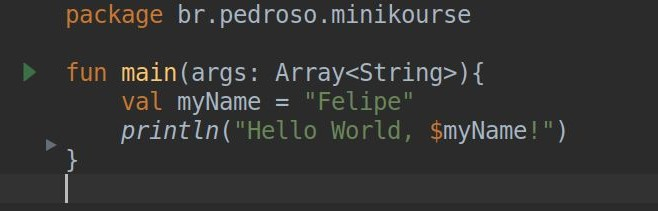 package br.pedroso.minikourse
fun main(args: Array<String>){
val myName = "Felipe"
println("Hello World, $myName!")
}